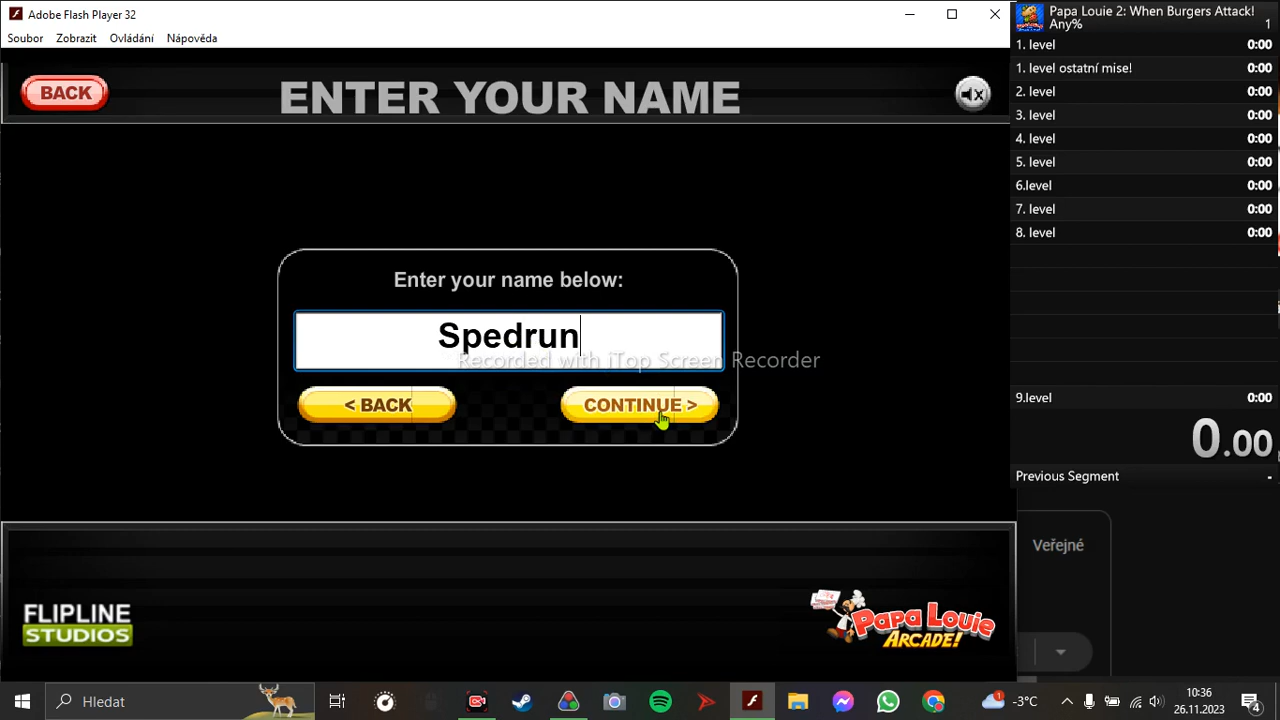 Adobe Flash Player 32
Soubor Zobrazit Ovládání Nápověda
BACK
ENTER YOUR NAME
Enter your name below:
Spedrun
Recorded with iTop Screen Recorder
< BACK
CONTINUE >
FLIPLINE
STUDIOS
Papa Louie
ARCADE!
Papa Louie 2: When Burgers Attack!
Any% 1
1. level 0:00
1. level ostatní mise! 0:00
2. level 0:00
3. level 0:00
4. level 0:00
5. level 0:00
6.level 0:00
7. level 0:00
8. level 0:00
9.level 0:00
0.00
Previous Segment -
Veřejné
Hledat
1
-3°C
10:36
26.11.2023
4